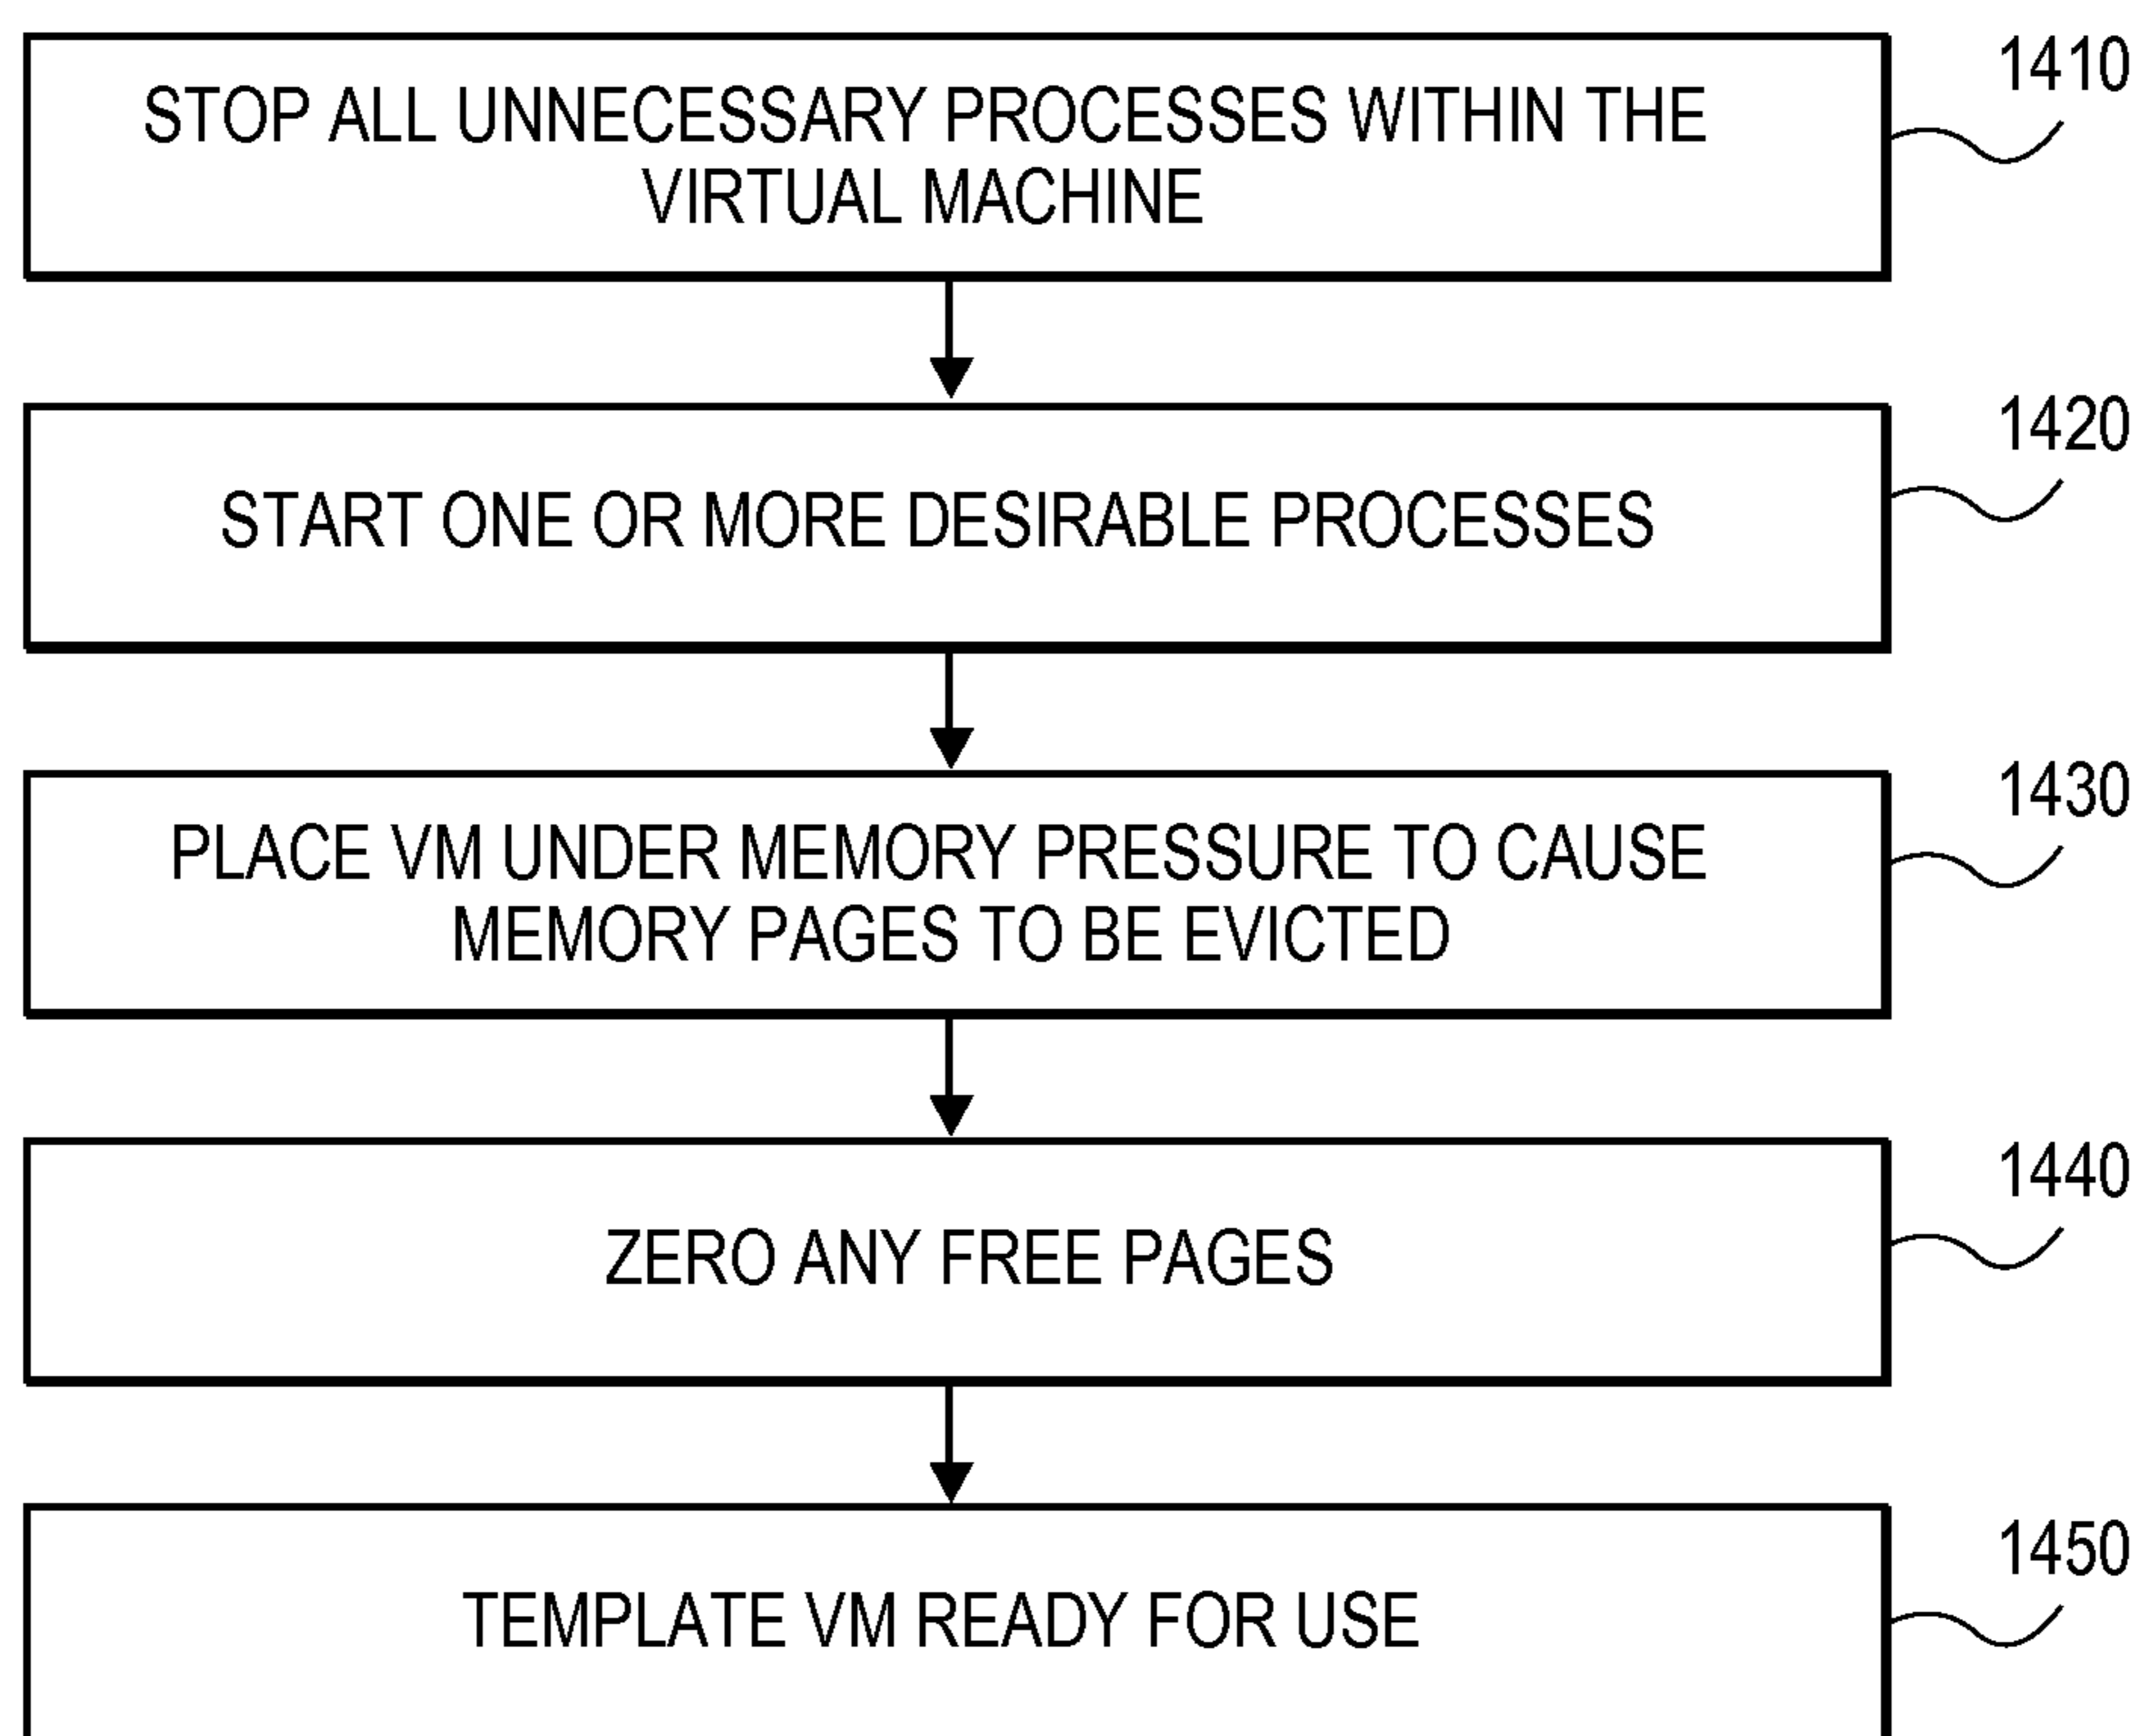 1410
STOP ALL UNNECESSARY PROCESSES WITHIN THE
VIRTUAL MACHINE
1420
START ONE OR MORE DESIRABLE PROCESSES
1430
PLACE VM UNDER MEMORY PRESSURE TO CAUSE
MEMORY PAGES TO BE EVICTED
1440
ZERO ANY FREE PAGES
1450
TEMPLATE VM READY FOR USE